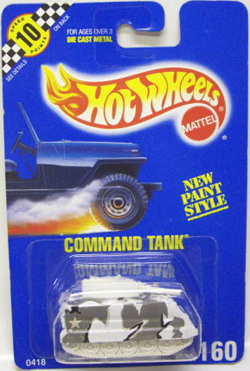 SPEED
10
POINTS
SEE DETAILS
ON BACK
FOR AGES OVER 3
DIE CAST METAL
Hot Wheels
MATTEL
NEW
PAINT
STYLE
COMMAND TANK
160
0418